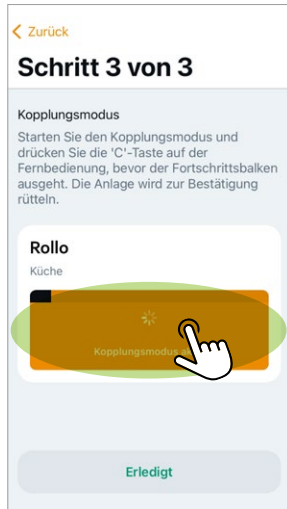 Zurück
Schritt 3 von 3
Kopplungsmodus
Starten Sie den Kopplungsmodus und
drücken Sie die 'C'-Taste auf der
Fernbedienung, bevor der Fortschrittsbalken
ausgeht. Die Anlage wird zur Bestätigung
rütteln.
Rollo
Küche
Kopplungsmodus
Erledigt